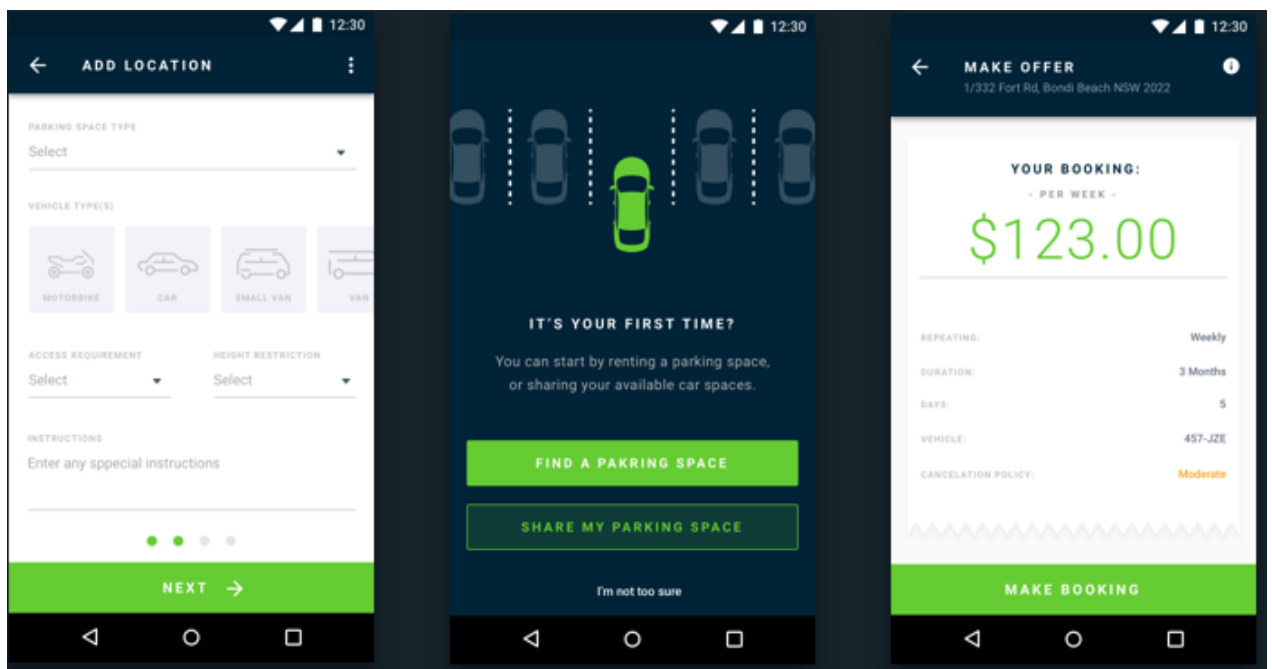 12:30
ADD LOCATION
PARKING SPACE TYPE
Select
VEHICLE TYPE(S)
MOTORBIKE CAR SMALL VAN VAN
ACCESS REQUIREMENT HEIGHT RESTRICTION
Select Select
INSTRUCTIONS
Enter any sppecial instructions
NEXT
12:30
IT'S YOUR FIRST TIME?
You can start by renting a parking space,
or sharing your available car spaces.
FIND A PAKRING SPACE
SHARE MY PARKING SPACE
I'm not too sure
12:30
MAKE OFFER
1/332 Fort Rd, Bondi Beach NSW 2022
YOUR BOOKING:
- PER WEEK -
$123.00
REPEATING: Weekly
DURATION: 3 Months
DAYS: 5
VEHICLE: 457-JZE
CANCELATION POLICY: Moderate
MAKE BOOKING